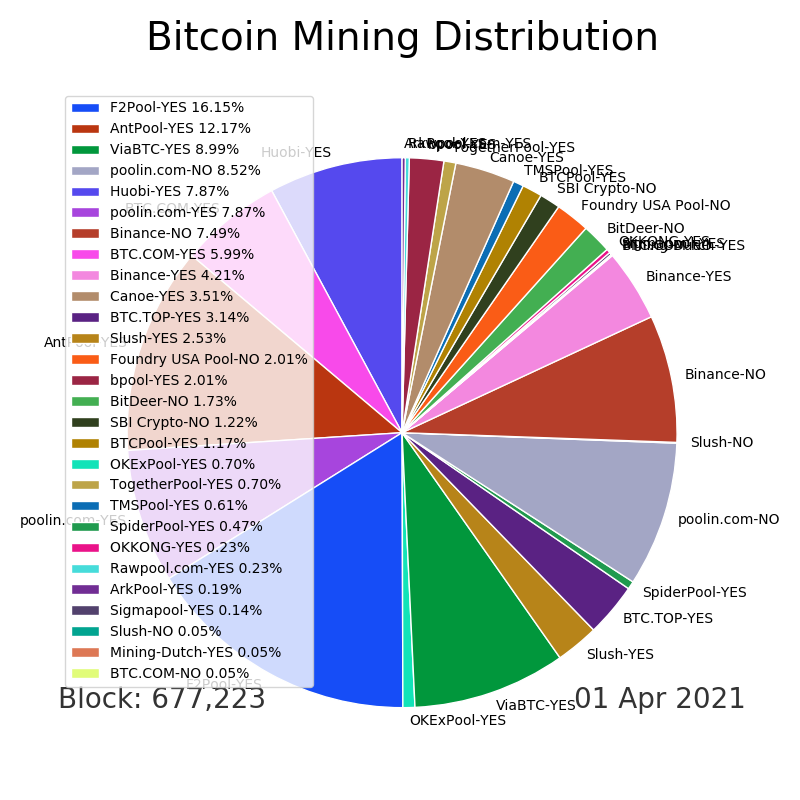 Bitcoin Mining Distribution
F2Pool-YES 16.15%
AntPool-YES 12.17%
ViaBTC-YES 8.99%
poolin.com-NO 8.52%
Huobi-YES 7.87%
poolin.com-YES 7.87%
Binance-NO 7.49%
BTC.COM-YES 5.99%
Binance-YES 4.21%
Canoe-YES 3.51%
BTC.TOP-YES 3.14%
Slush-YES 2.53%
Foundry USA Pool-NO 2.01%
bpool-YES 2.01%
BitDeer-NO 1.73%
SBI Crypto-NO 1.22%
BTCPool-YES 1.17%
OKExPool-YES 0.70%
TogetherPool-YES 0.70%
TMSPool-YES 0.61%
SpiderPool-YES 0.47%
OKKONG-YES 0.23%
Rawpool.com-YES 0.23%
ArkPool-YES 0.19%
Sigmapool-YES 0.14%
Slush-NO 0.05%
Mining-Dutch-YES 0.05%
BTC.COM-NO 0.05%
Huobi-YES
BTC.COM-YES
AntPool-YES
poolin.com-YES
F2Pool-YES
TogetherPool-YES
Canoe-YES
TMSPool-YES
BTCPool-YES
SBI Crypto-NO
Foundry USA Pool-NO
BitDeer-NO
OKKONG-YES
Binance-YES
Binance-NO
Slush-NO
poolin.com-NO
SpiderPool-YES
BTC.TOP-YES
Slush-YES
ViaBTC-YES
OKExPool-YES
Block: 677,223
01 Apr 2021